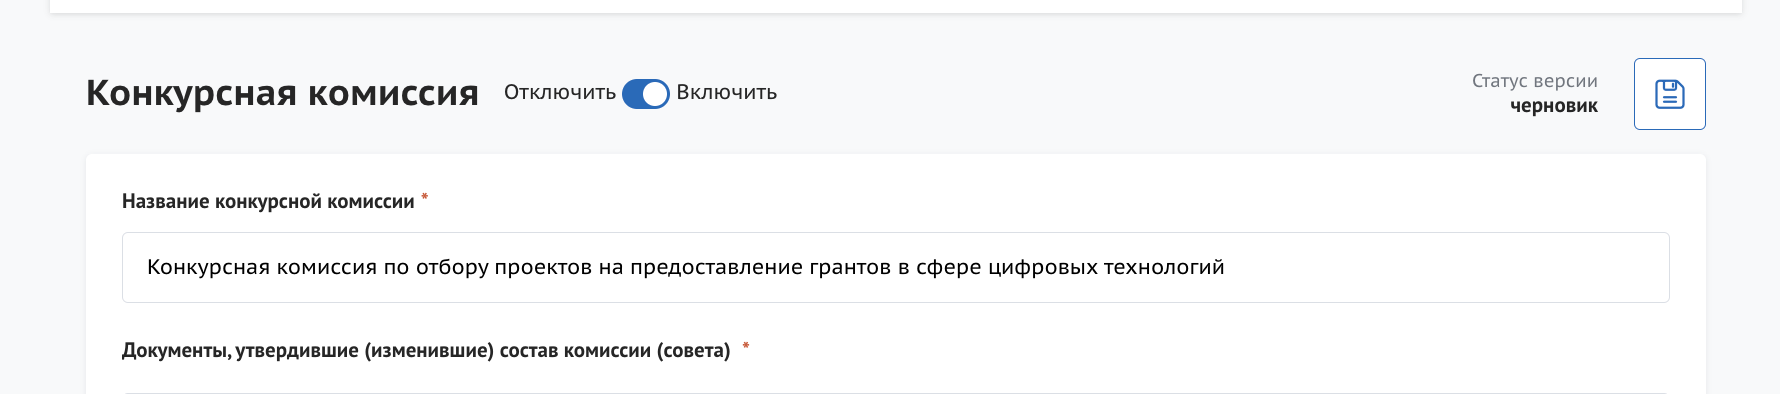 Конкурсная комиссия Отключить Включить
Статус версии
черновик
Название конкурсной комиссии *
Конкурсная комиссия по отбору проектов на предоставление грантов в сфере цифровых технологий
Документы, утвердившие (изменившие) состав комиссии (совета) *